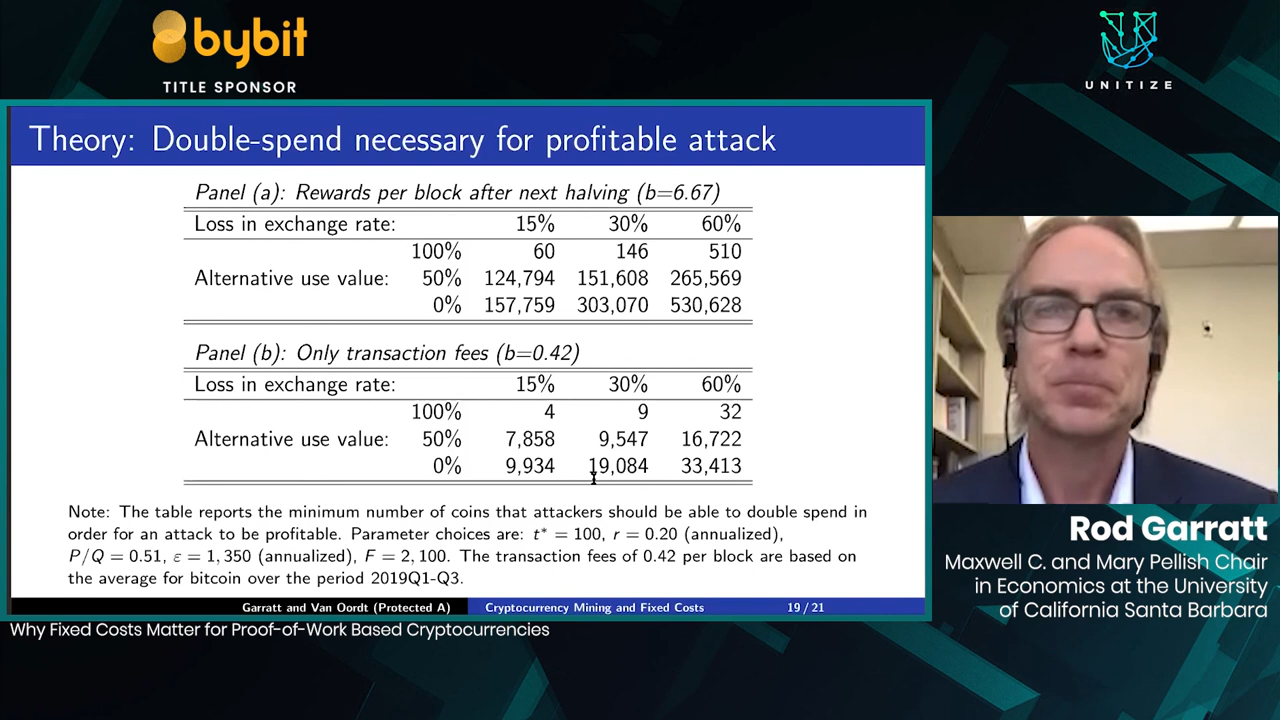 bybit
TITLE SPONSOR
UNITIZE
Theory: Double-spend necessary for profitable attack
Panel (a): Rewards per block after next halving (b=6.67)
Loss in exchange rate: 15% 30% 60%
100% 60 146 510
Alternative use value: 50% 124,794 151,608 265,569
0% 157,759 303,070 530,628
Panel (b): Only transaction fees (b=0.42)
Loss in exchange rate: 15% 30% 60%
100% 4 9 32
Alternative use value: 50% 7,858 9,547 16,722
0% 9,934 19,084 33,413
Note: The table reports the minimum number of coins that attackers should be able to double spend in
order for an attack to be profitable. Parameter choices are: t* = 100, r = 0.20 (annualized),
P/Q = 0.51, ε = 1,350 (annualized), F = 2,100. The transaction fees of 0.42 per block are based on
the average for bitcoin over the period 2019Q1-Q3.
Garratt and Van Oordt (Protected A) Cryptocurrency Mining and Fixed Costs 19 / 21
Why Fixed Costs Matter for Proof-of-Work Based Cryptocurrencies
Rod Garratt
Maxwell C. and Mary Pellish Chair
in Economics at the University
of California Santa Barbara